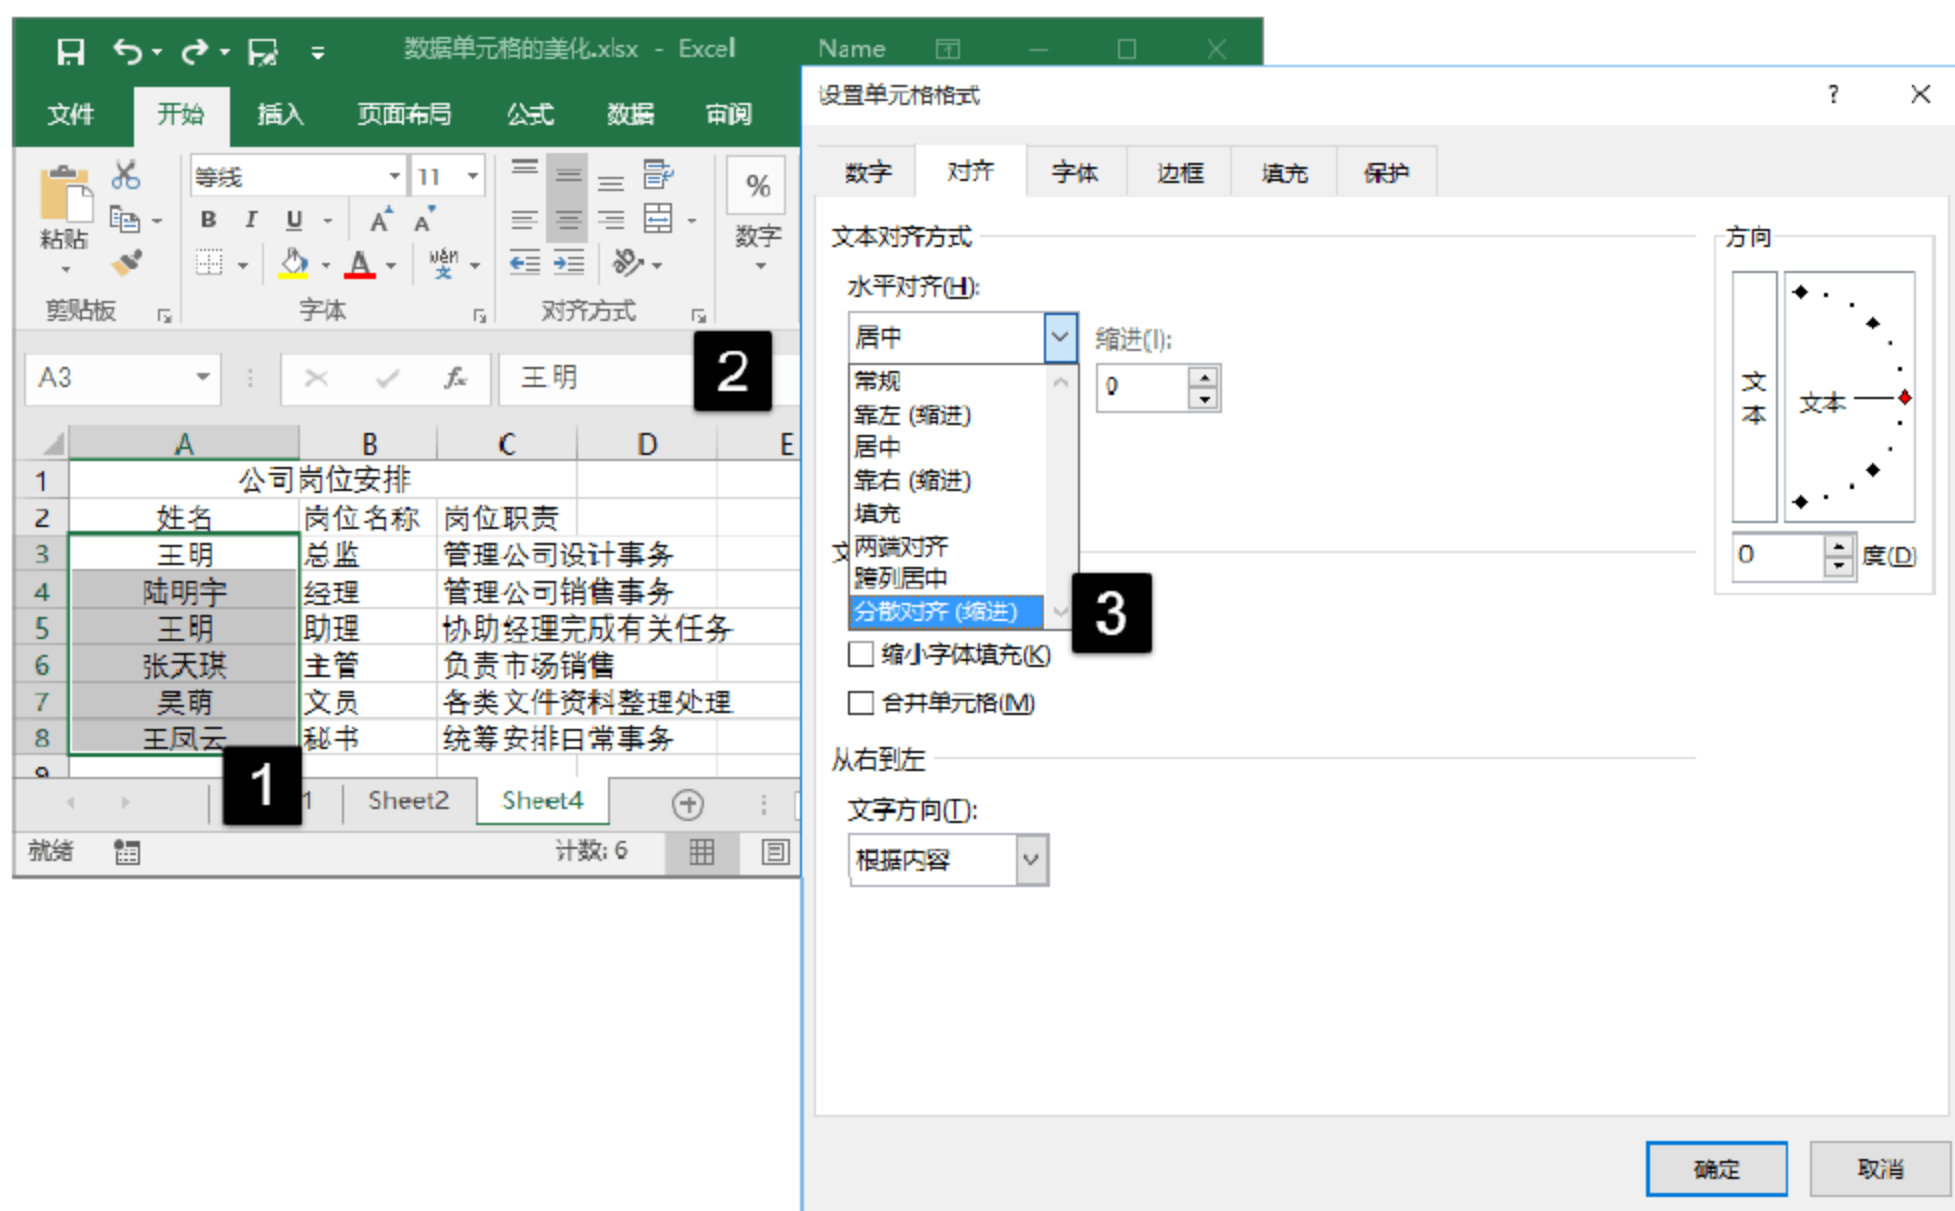 数据单元格的美化.xlsx - Excel
Name
文件 开始 插入 页面布局 公式 数据 审阅
等线 11
粘贴
B I U A A
%
数字
A wén 文
剪贴板 字体 对齐方式
A3
fx 王明
2
A B C D E
1 公司岗位安排
2 姓名 岗位名称 岗位职责
3 王明 总监 管理公司设计事务
4 陆明宇 经理 管理公司销售事务
5 王明 助理 协助经理完成有关任务
6 张天琪 主管 负责市场销售
7 吴萌 文员 各类文件资料整理处理
8 王凤云 秘书 统筹安排日常事务
9
1
1 Sheet2 Sheet4
就绪 计数: 6
设置单元格格式 ?
数字 对齐 字体 边框 填充 保护
文本对齐方式
水平对齐(H):
居中
缩进(I):
0
常规
靠左 (缩进)
居中
靠右 (缩进)
填充
两端对齐
跨列居中
分散对齐 (缩进)
文
3
缩小字体填充(K)
合并单元格(M)
从右到左
文字方向(T):
根据内容
方向
文本
文本
0 度(D)
确定 取消